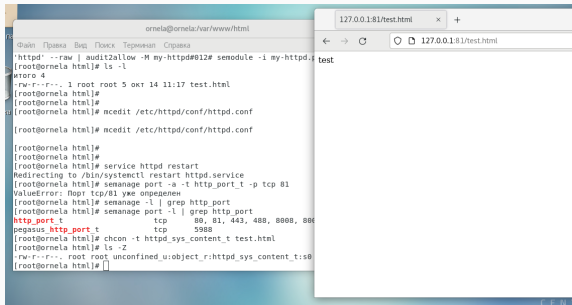 ornela@ornela:/var/www/html
Файл Правка Вид Поиск Терминал Справка
'httpd' --raw | audit2allow -M my-httpd#012# semodule -i my-httpd.p
[root@ornela html]# ls -l
итого 4
-rw-r--r--. 1 root root 5 окт 14 11:17 test.html
[root@ornela html]#
[root@ornela html]#
[root@ornela html]# mcedit /etc/httpd/conf/httpd.conf
[root@ornela html]# mcedit /etc/httpd/conf/httpd.conf
[root@ornela html]#
[root@ornela html]#
[root@ornela html]# service httpd restart
Redirecting to /bin/systemctl restart httpd.service
[root@ornela html]# semanage port -a -t http_port_t -p tcp 81
ValueError: Порт tcp/81 уже определен
[root@ornela html]# semanage -l | grep http_port
[root@ornela html]# semanage port -l | grep http_port
http_port_t tcp 80, 81, 443, 488, 8008, 800
pegasus_http_port_t tcp 5988
[root@ornela html]# chcon -t httpd_sys_content_t test.html
[root@ornela html]# ls -Z
-rw-r--r--. root root unconfined_u:object_r:httpd_sys_content_t:s0
[root@ornela html]#
127.0.0.1:81/test.html × +
127.0.0.1:81/test.html
test